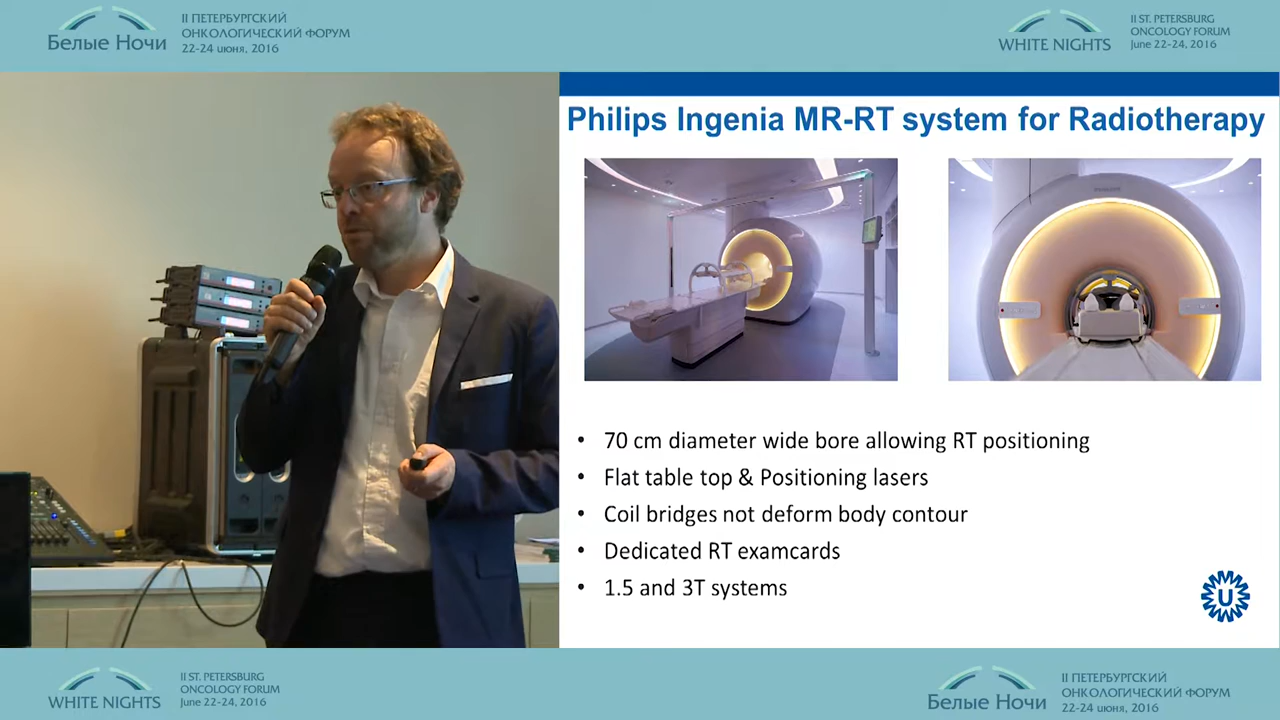 Белые Ночи
II ПЕТЕРБУРГСКИЙ
ОНКОЛОГИЧЕСКИЙ ФОРУМ
22-24 июня, 2016
WHITE NIGHTS
II ST. PETERSBURG
ONCOLOGY FORUM
June 22-24, 2016
Philips Ingenia MR-RT system for Radiotherapy
PHILIPS
• 70 cm diameter wide bore allowing RT positioning
• Flat table top & Positioning lasers
• Coil bridges not deform body contour
• Dedicated RT examcards
• 1.5 and 3T systems
U
WHITE NIGHTS
II ST. PETERSBURG
ONCOLOGY FORUM
June 22-24, 2016
Белые Ночи
II ПЕТЕРБУРГСКИЙ
ОНКОЛОГИЧЕСКИЙ ФОРУМ
22-24 июня, 2016